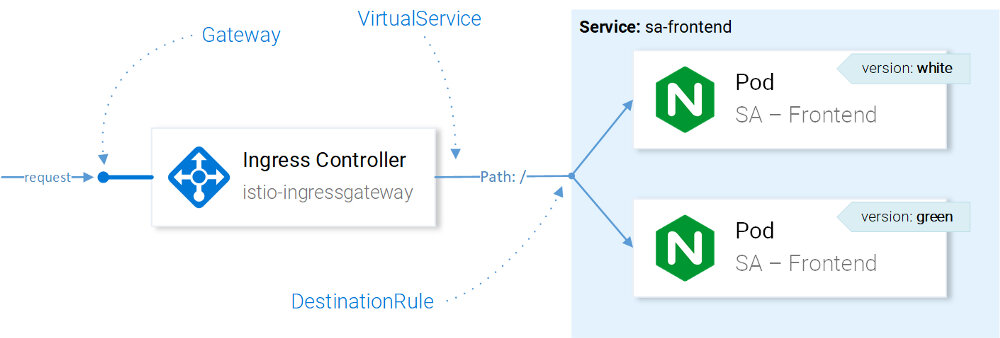 VirtualService
Gateway
Service: sa-frontend
version: white
Pod
SA – Frontend
request
Ingress Controller
istio-ingressgateway
Path: /
version: green
Pod
SA – Frontend
DestinationRule